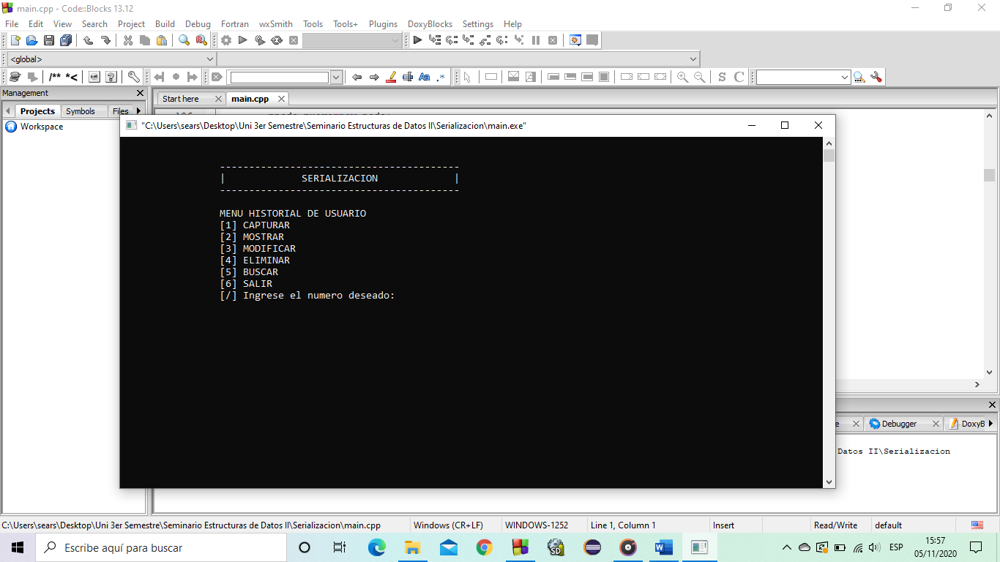 main.cpp - Code::Blocks 13.12
File Edit View Search Project Build Debug Fortran wxSmith Tools Tools+ Plugins DoxyBlocks Settings Help
<global>
/** *<
S C
Management
Start here main.cpp
Projects Symbols Files
Workspace
"C:\Users\sears\Desktop\Uni 3er Semestre\Seminario Estructuras de Datos II\Serializacion\main.exe"
-----------------------------------------
| SERIALIZACION |
-----------------------------------------
MENU HISTORIAL DE USUARIO
[1] CAPTURAR
[2] MOSTRAR
[3] MODIFICAR
[4] ELIMINAR
[5] BUSCAR
[6] SALIR
[/] Ingrese el numero deseado:
Debugger DoxyB
Datos II\Serializacion
C:\Users\sears\Desktop\Uni 3er Semestre\Seminario Estructuras de Datos II\Serializacion\main.cpp Windows (CR+LF) WINDOWS-1252 Line 1, Column 1 Insert Read/Write default
Escribe aquí para buscar
ESP
15:57
05/11/2020